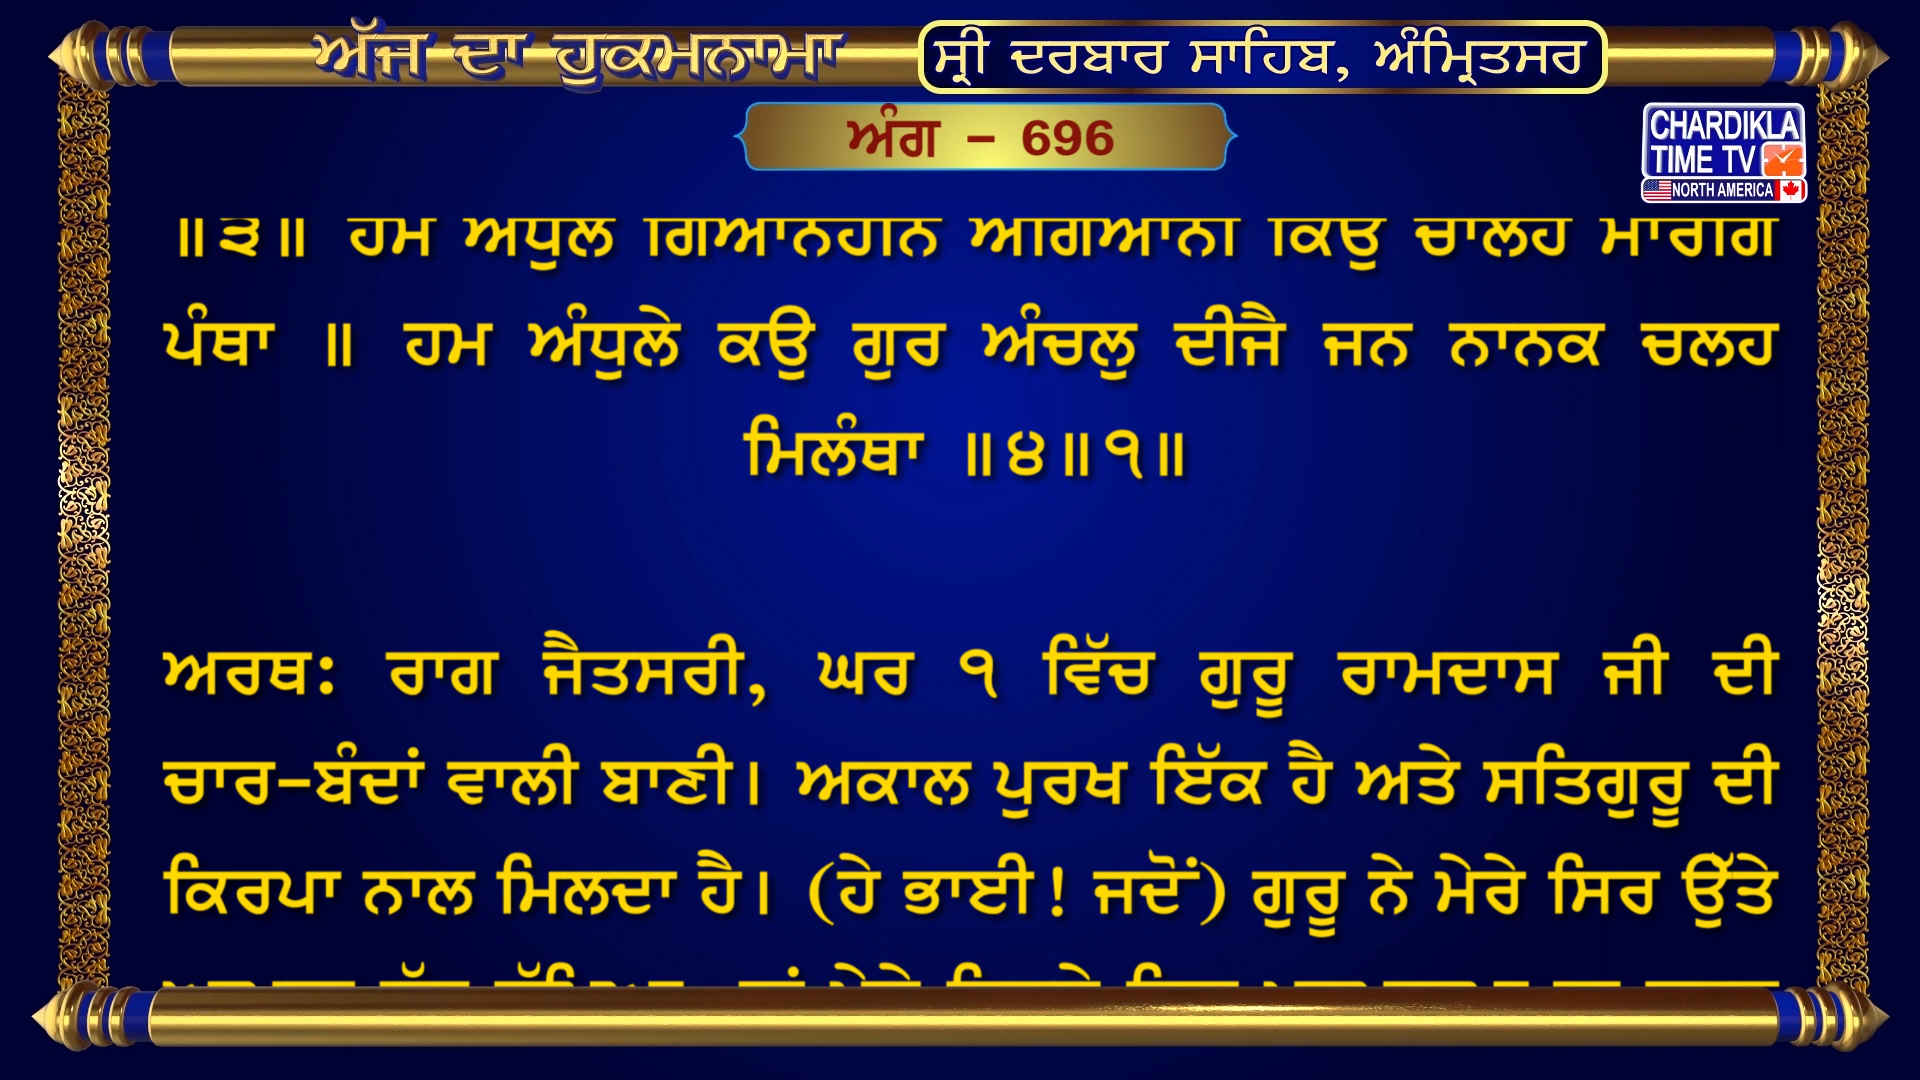 ਅੱਜ ਦਾ ਹੁਕਮਨਾਮਾ
ਸ੍ਰੀ ਦਰਬਾਰ ਸਾਹਿਬ, ਅੰਮ੍ਰਿਤਸਰ
ਅੰਗ – 696
CHARDIKLA
TIME TV
NORTH AMERICA
॥੩॥ ਹਮ ਅੰਧੁਲੇ ਗਿਆਨਹੀਨ ਅਗਿਆਨੀ ਕਿਉ ਚਾਲਹ ਮਾਰਗਿ
ਪੰਥਾ ॥ ਹਮ ਅੰਧੁਲੇ ਕਉ ਗੁਰ ਅੰਚਲੁ ਦੀਜੈ ਜਨ ਨਾਨਕ ਚਲਹ
ਮਿਲੰਥਾ ॥੪॥੧॥
ਅਰਥ: ਰਾਗ ਜੈਤਸਰੀ, ਘਰ ੧ ਵਿੱਚ ਗੁਰੂ ਰਾਮਦਾਸ ਜੀ ਦੀ
ਚਾਰ-ਬੰਦਾਂ ਵਾਲੀ ਬਾਣੀ। ਅਕਾਲ ਪੁਰਖ ਇੱਕ ਹੈ ਅਤੇ ਸਤਿਗੁਰੂ ਦੀ
ਕਿਰਪਾ ਨਾਲ ਮਿਲਦਾ ਹੈ। (ਹੇ ਭਾਈ! ਜਦੋਂ) ਗੁਰੂ ਨੇ ਮੇਰੇ ਸਿਰ ਉੱਤੇ